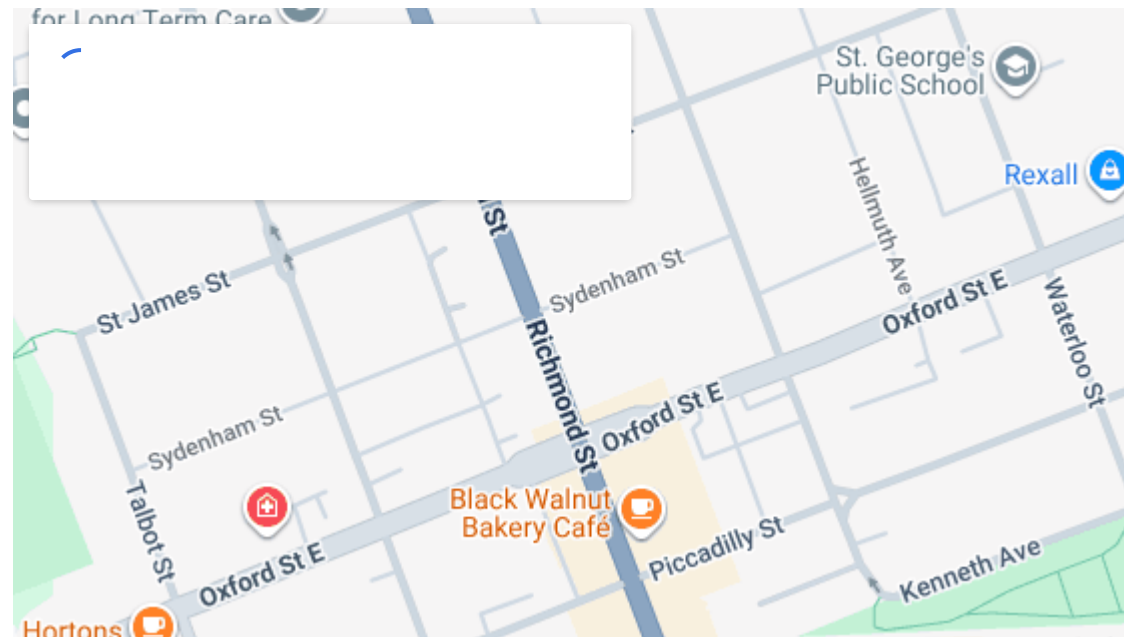 for Long Term Care
St. George's
Public School
Rexall
Hellmuth Ave
St
Sydenham St
St James St
Oxford St E
Waterloo St
Richmond St
Oxford St E
Sydenham St
Talbot St
Black Walnut
Bakery Café
Piccadilly St
Oxford St E
Kenneth Ave
Hortons